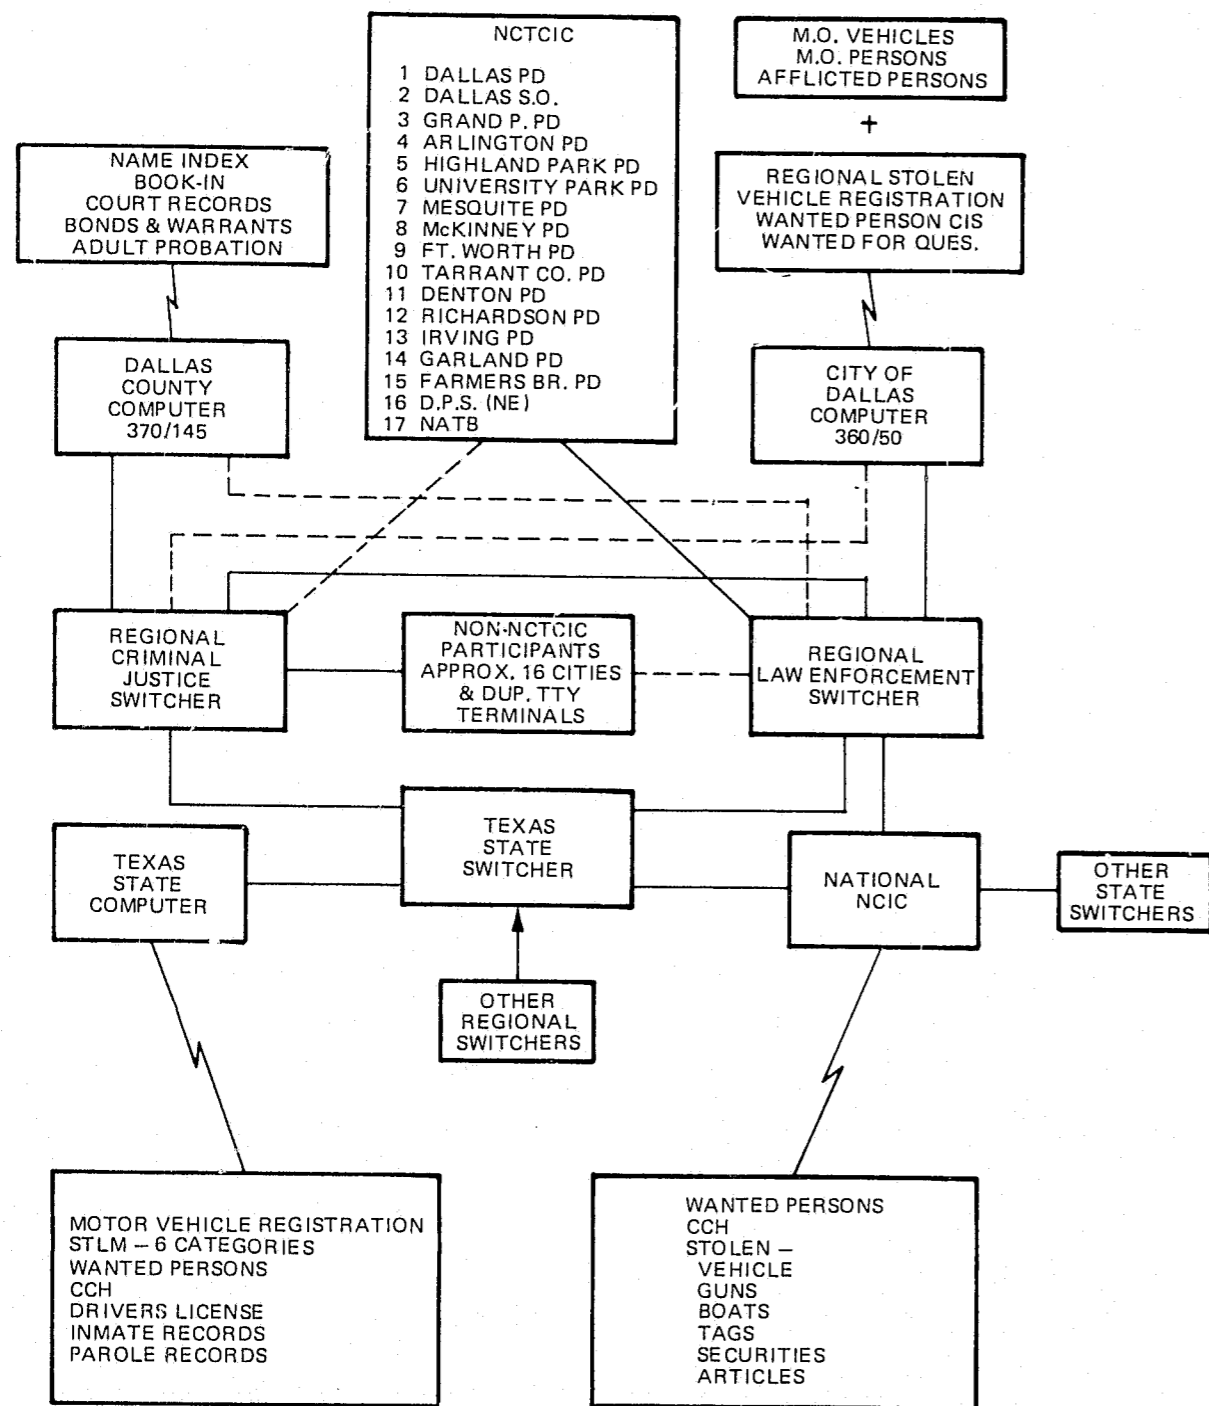 NCTCIC
1 DALLAS PD
2 DALLAS S.O.
3 GRAND P. PD
4 ARLINGTON PD
5 HIGHLAND PARK PD
6 UNIVERSITY PARK PD
7 MESQUITE PD
8 McKINNEY PD
9 FT. WORTH PD
10 TARRANT CO. PD
11 DENTON PD
12 RICHARDSON PD
13 IRVING PD
14 GARLAND PD
15 FARMERS BR. PD
16 D.P.S. (NE)
17 NATB
M.O. VEHICLES
M.O. PERSONS
AFFLICTED PERSONS
+
REGIONAL STOLEN
VEHICLE REGISTRATION
WANTED PERSON CIS
WANTED FOR QUES.
NAME INDEX
BOOK-IN
COURT RECORDS
BONDS & WARRANTS
ADULT PROBATION
DALLAS
COUNTY
COMPUTER
370/145
CITY OF
DALLAS
COMPUTER
360/50
REGIONAL
CRIMINAL
JUSTICE
SWITCHER
NON-NCTCIC
PARTICIPANTS
APPROX. 16 CITIES
& DUP. TTY
TERMINALS
REGIONAL
LAW ENFORCEMENT
SWITCHER
TEXAS
STATE
COMPUTER
TEXAS
STATE
SWITCHER
NATIONAL
NCIC
OTHER
STATE
SWITCHERS
OTHER
REGIONAL
SWITCHERS
MOTOR VEHICLE REGISTRATION
STLM – 6 CATEGORIES
WANTED PERSONS
CCH
DRIVERS LICENSE
INMATE RECORDS
PAROLE RECORDS
WANTED PERSONS
CCH
STOLEN –
VEHICLE
GUNS
BOATS
TAGS
SECURITIES
ARTICLES